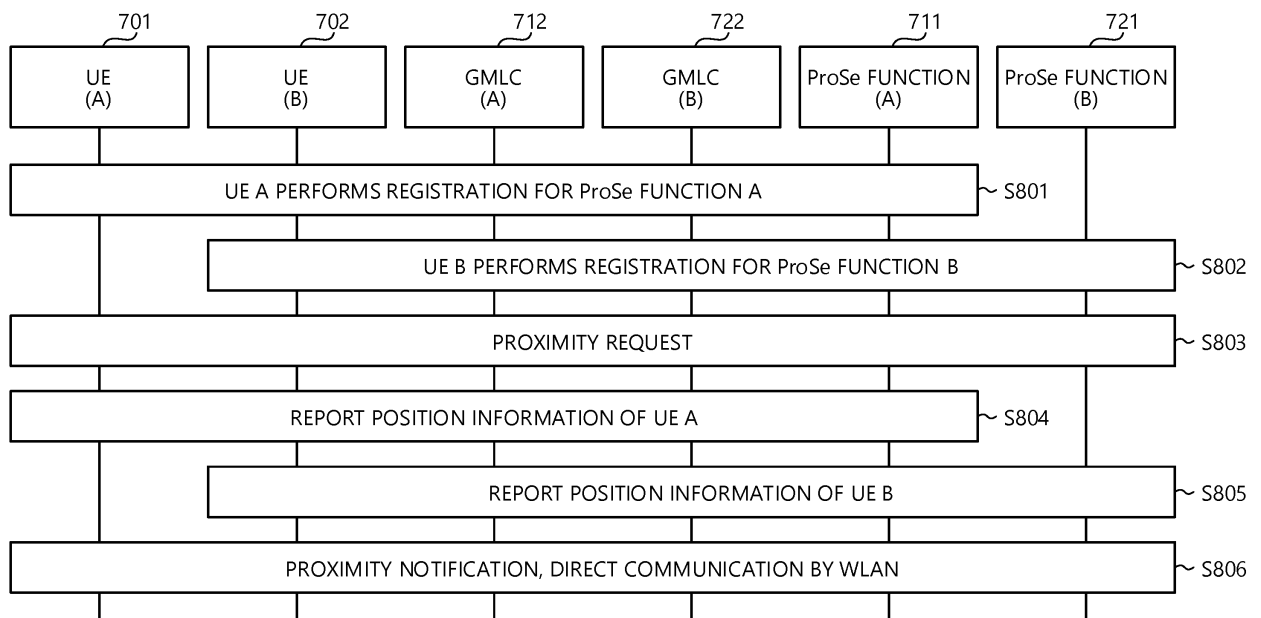 701 702 712 722 711 721
UE UE GMLC GMLC ProSe FUNCTION ProSe FUNCTION
(A) (B) (A) (B) (A) (B)
UE A PERFORMS REGISTRATION FOR ProSe FUNCTION A S801
UE B PERFORMS REGISTRATION FOR ProSe FUNCTION B S802
PROXIMITY REQUEST S803
REPORT POSITION INFORMATION OF UE A S804
REPORT POSITION INFORMATION OF UE B S805
PROXIMITY NOTIFICATION, DIRECT COMMUNICATION BY WLAN S806